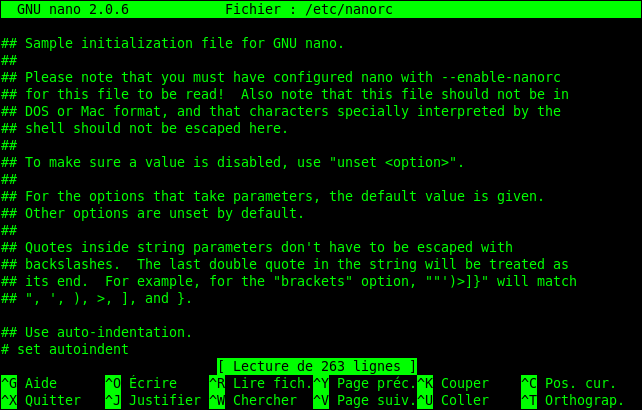 GNU nano 2.0.6 Fichier : /etc/nanorc
## Sample initialization file for GNU nano.
##
## Please note that you must have configured nano with --enable-nanorc
## for this file to be read!  Also note that this file should not be in
## DOS or Mac format, and that characters specially interpreted by the
## shell should not be escaped here.
##
## To make sure a value is disabled, use "unset <option>".
##
## For the options that take parameters, the default value is given.
## Other options are unset by default.
##
## Quotes inside string parameters don't have to be escaped with
## backslashes.  The last double quote in the string will be treated as
## its end.  For example, for the "brackets" option, ""')>]}" will match
## ", ', ), >, ], and }.
## Use auto-indentation.
# set autoindent
[ Lecture de 263 lignes ]
^G Aide ^O Écrire ^R Lire fich. ^Y Page préc. ^K Couper ^C Pos. cur.
^X Quitter ^J Justifier ^W Chercher ^V Page suiv. ^U Coller ^T Orthograp.